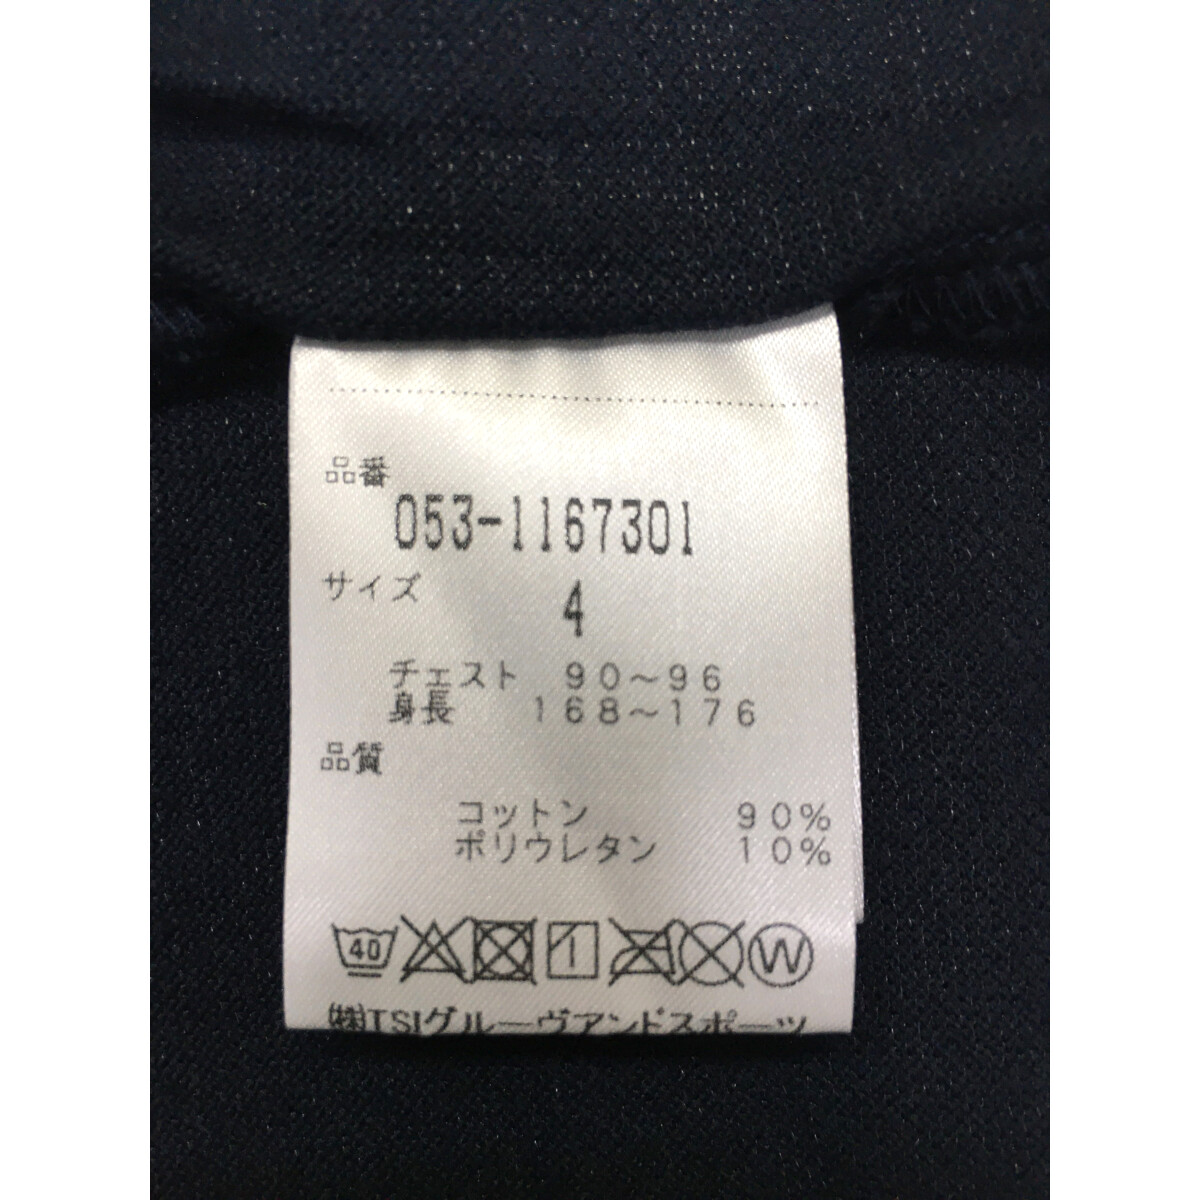 品番
053-1167301
サイズ 4
チェスト 90～96
身長 168～176
品質
コットン 90%
ポリウレタン 10%
40 W
㈱TSIグルーヴアンドスポーツ